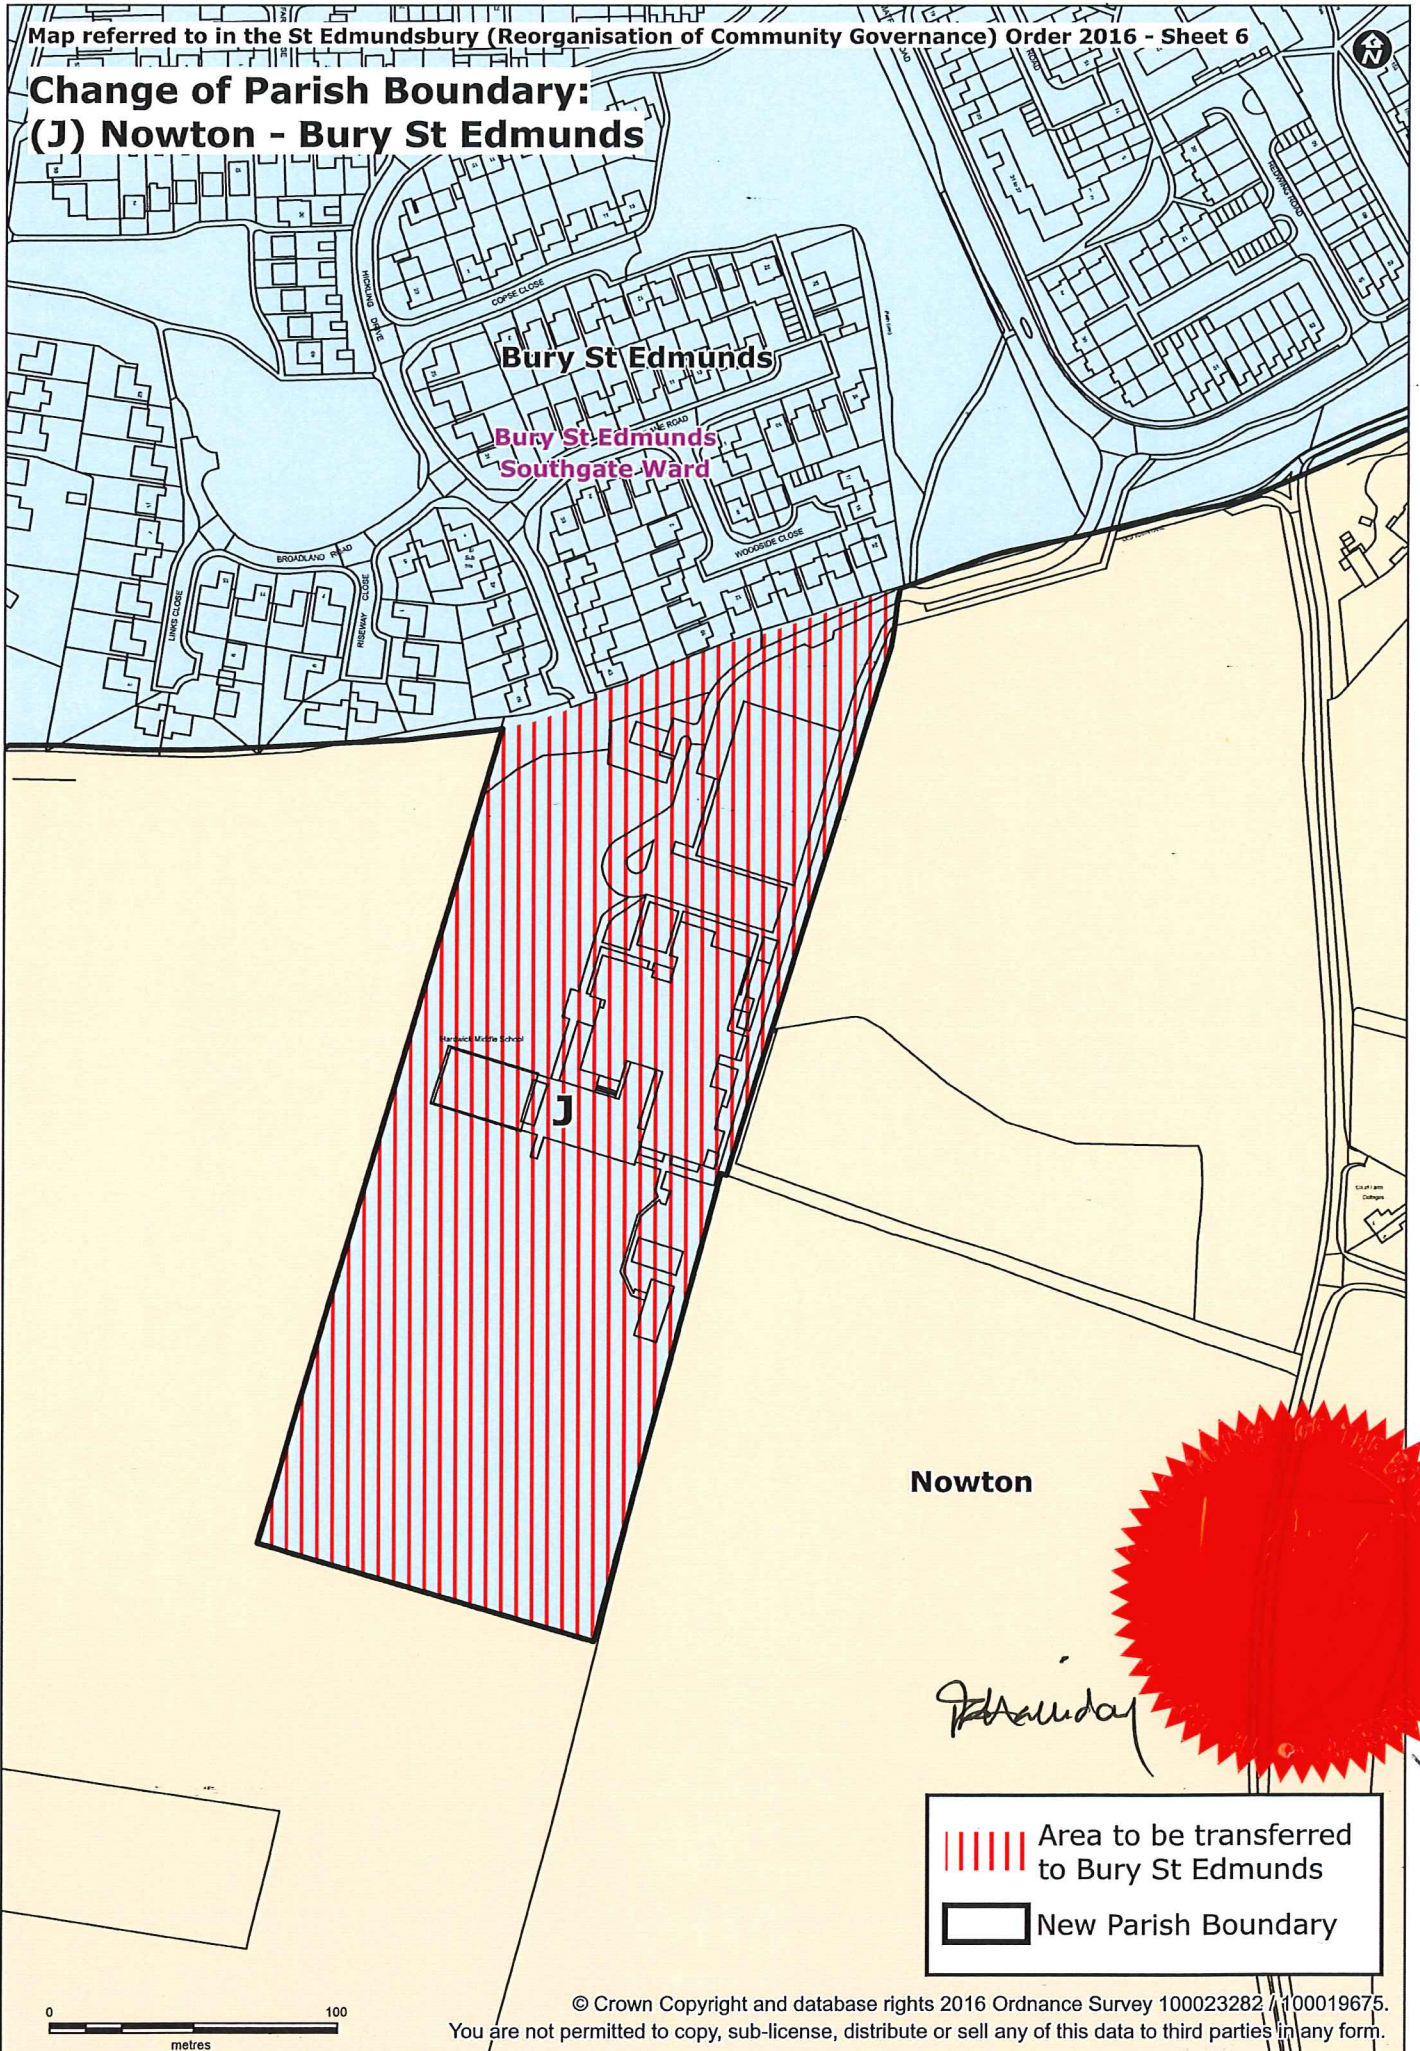 Map referred to in the St Edmundsbury (Reorganisation of Community Governance) Order 2016 - Sheet 6
N
Change of Parish Boundary:
(J) Nowton - Bury St Edmunds
REDWING ROAD
HICKLING DRIVE
COPSE CLOSE
Bury St Edmunds
ROAD
Bury St Edmunds
Southgate Ward
WOODSIDE CLOSE
BROADLAND ROAD
LINKS CLOSE
RISEWAY CLOSE
Hardwick Middle School
J
Cottages
Nowton
Area to be transferred
to Bury St Edmunds
New Parish Boundary
0 100
metres
© Crown Copyright and database rights 2016 Ordnance Survey 100023282 / 100019675.
You are not permitted to copy, sub-license, distribute or sell any of this data to third parties in any form.